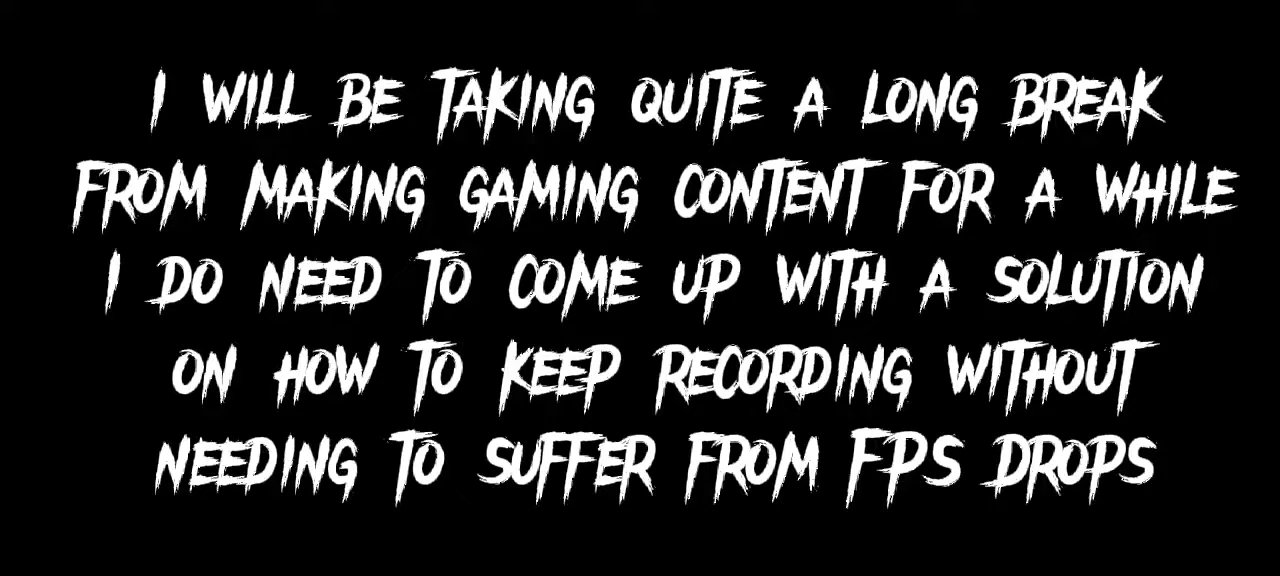 I WILL BE TAKING QUITE A LONG BREAK
FROM MAKING GAMING CONTENT FOR A WHILE
I DO NEED TO COME UP WITH A SOLUTION
ON HOW TO KEEP RECORDING WITHOUT
NEEDING TO SUFFER FROM FPS DROPS